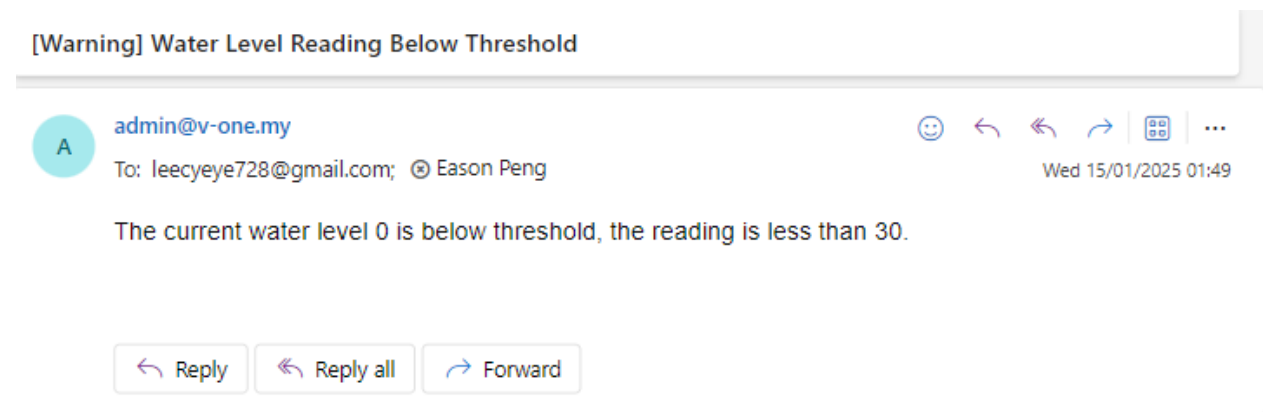 [Warning] Water Level Reading Below Threshold
A
admin@v-one.my
To: leecyeye728@gmail.com; Eason Peng
Wed 15/01/2025 01:49
The current water level 0 is below threshold, the reading is less than 30.
Reply Reply all Forward